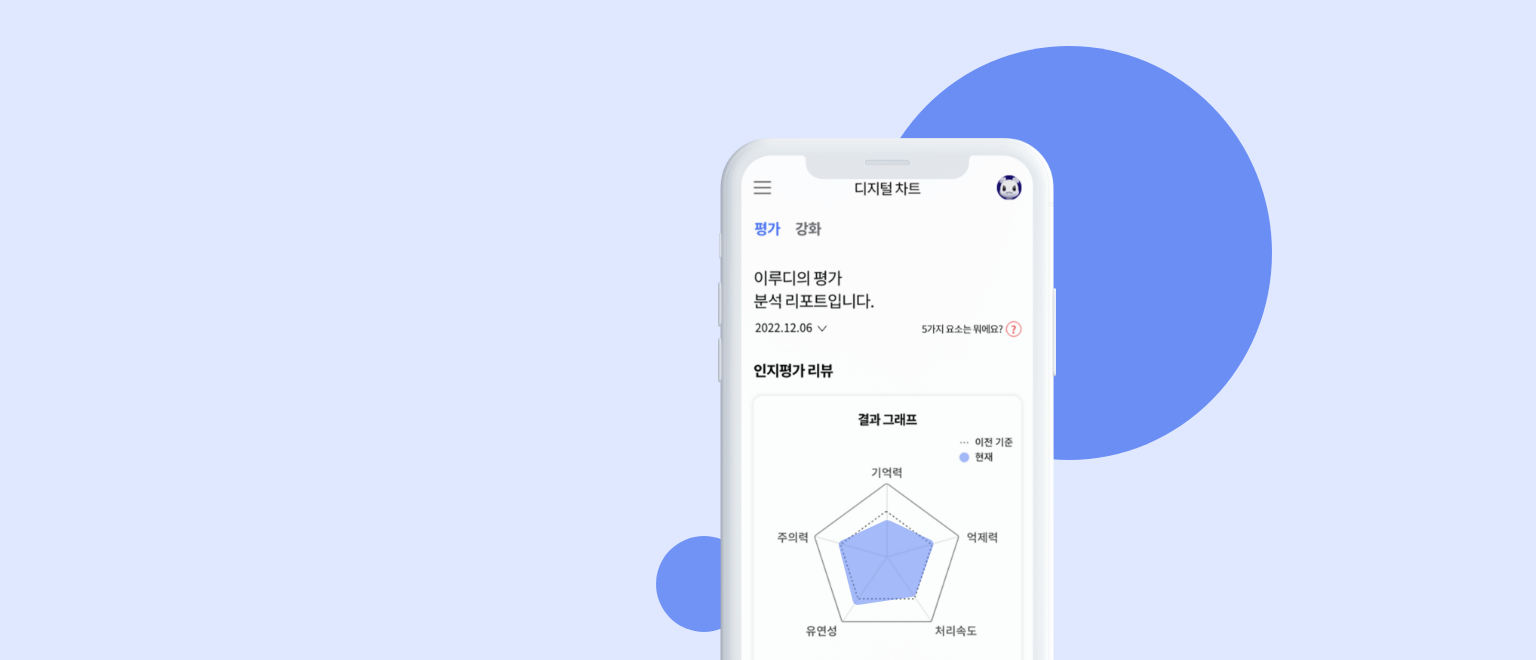 디지털 차트
평가 강화
이루디의 평가
분석 리포트입니다.
2022.12.06 5가지 요소는 뭐에요? ?
인지평가 리뷰
결과 그래프
이전 기준
현재
기억력
주의력 억제력
유연성 처리속도